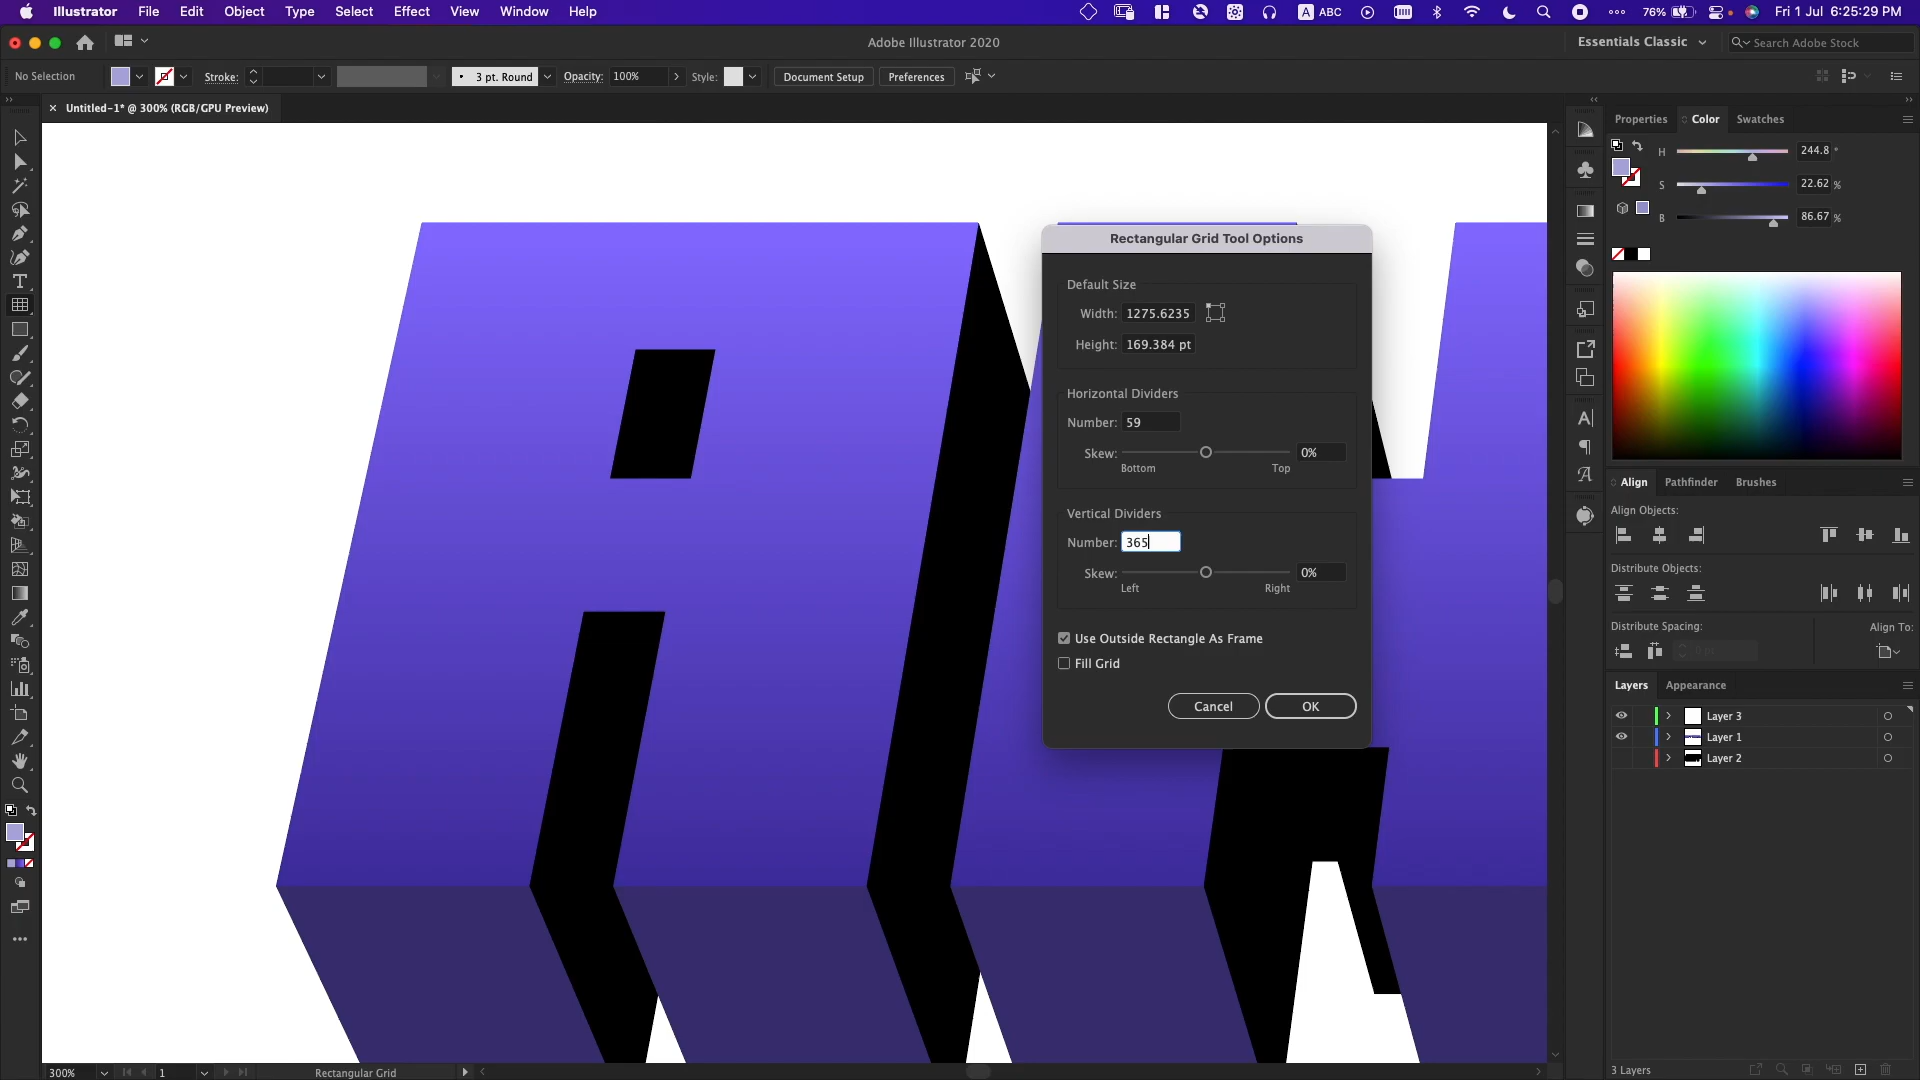 Illustrator File Edit Object Type Select Effect View Window Help
A ABC 76% Fri 1 Jul 6:25:29 PM
Adobe Illustrator 2020
Essentials Classic Search Adobe Stock
No Selection Stroke: 3 pt. Round Opacity: 100% Style: Document Setup Preferences
Untitled-1* @ 300% (RGB/GPU Preview)
Properties Color Swatches
H 244.8 °
S 22.62 %
B 86.67 %
Rectangular Grid Tool Options
Default Size
Width: 1275.6235
Height: 169.384 pt
Horizontal Dividers
Number: 59
Skew: 0%
Bottom Top
Vertical Dividers
Number: 365
Skew: 0%
Left Right
Use Outside Rectangle As Frame
Fill Grid
Cancel OK
Align Pathfinder Brushes
Align Objects:
Distribute Objects:
Distribute Spacing: Align To:
0 pt
Layers Appearance
Layer 3
Layer 1
Layer 2
3 Layers
300% 1 Rectangular Grid